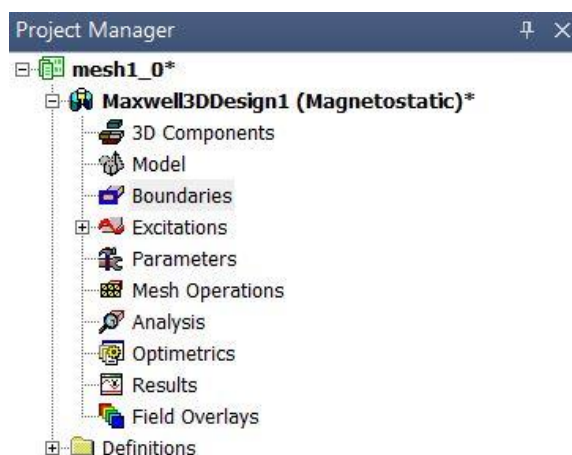 Project Manager
mesh1_0*
Maxwell3DDesign1 (Magnetostatic)*
3D Components
Model
Boundaries
Excitations
Parameters
Mesh Operations
Analysis
Optimetrics
Results
Field Overlays
Definitions